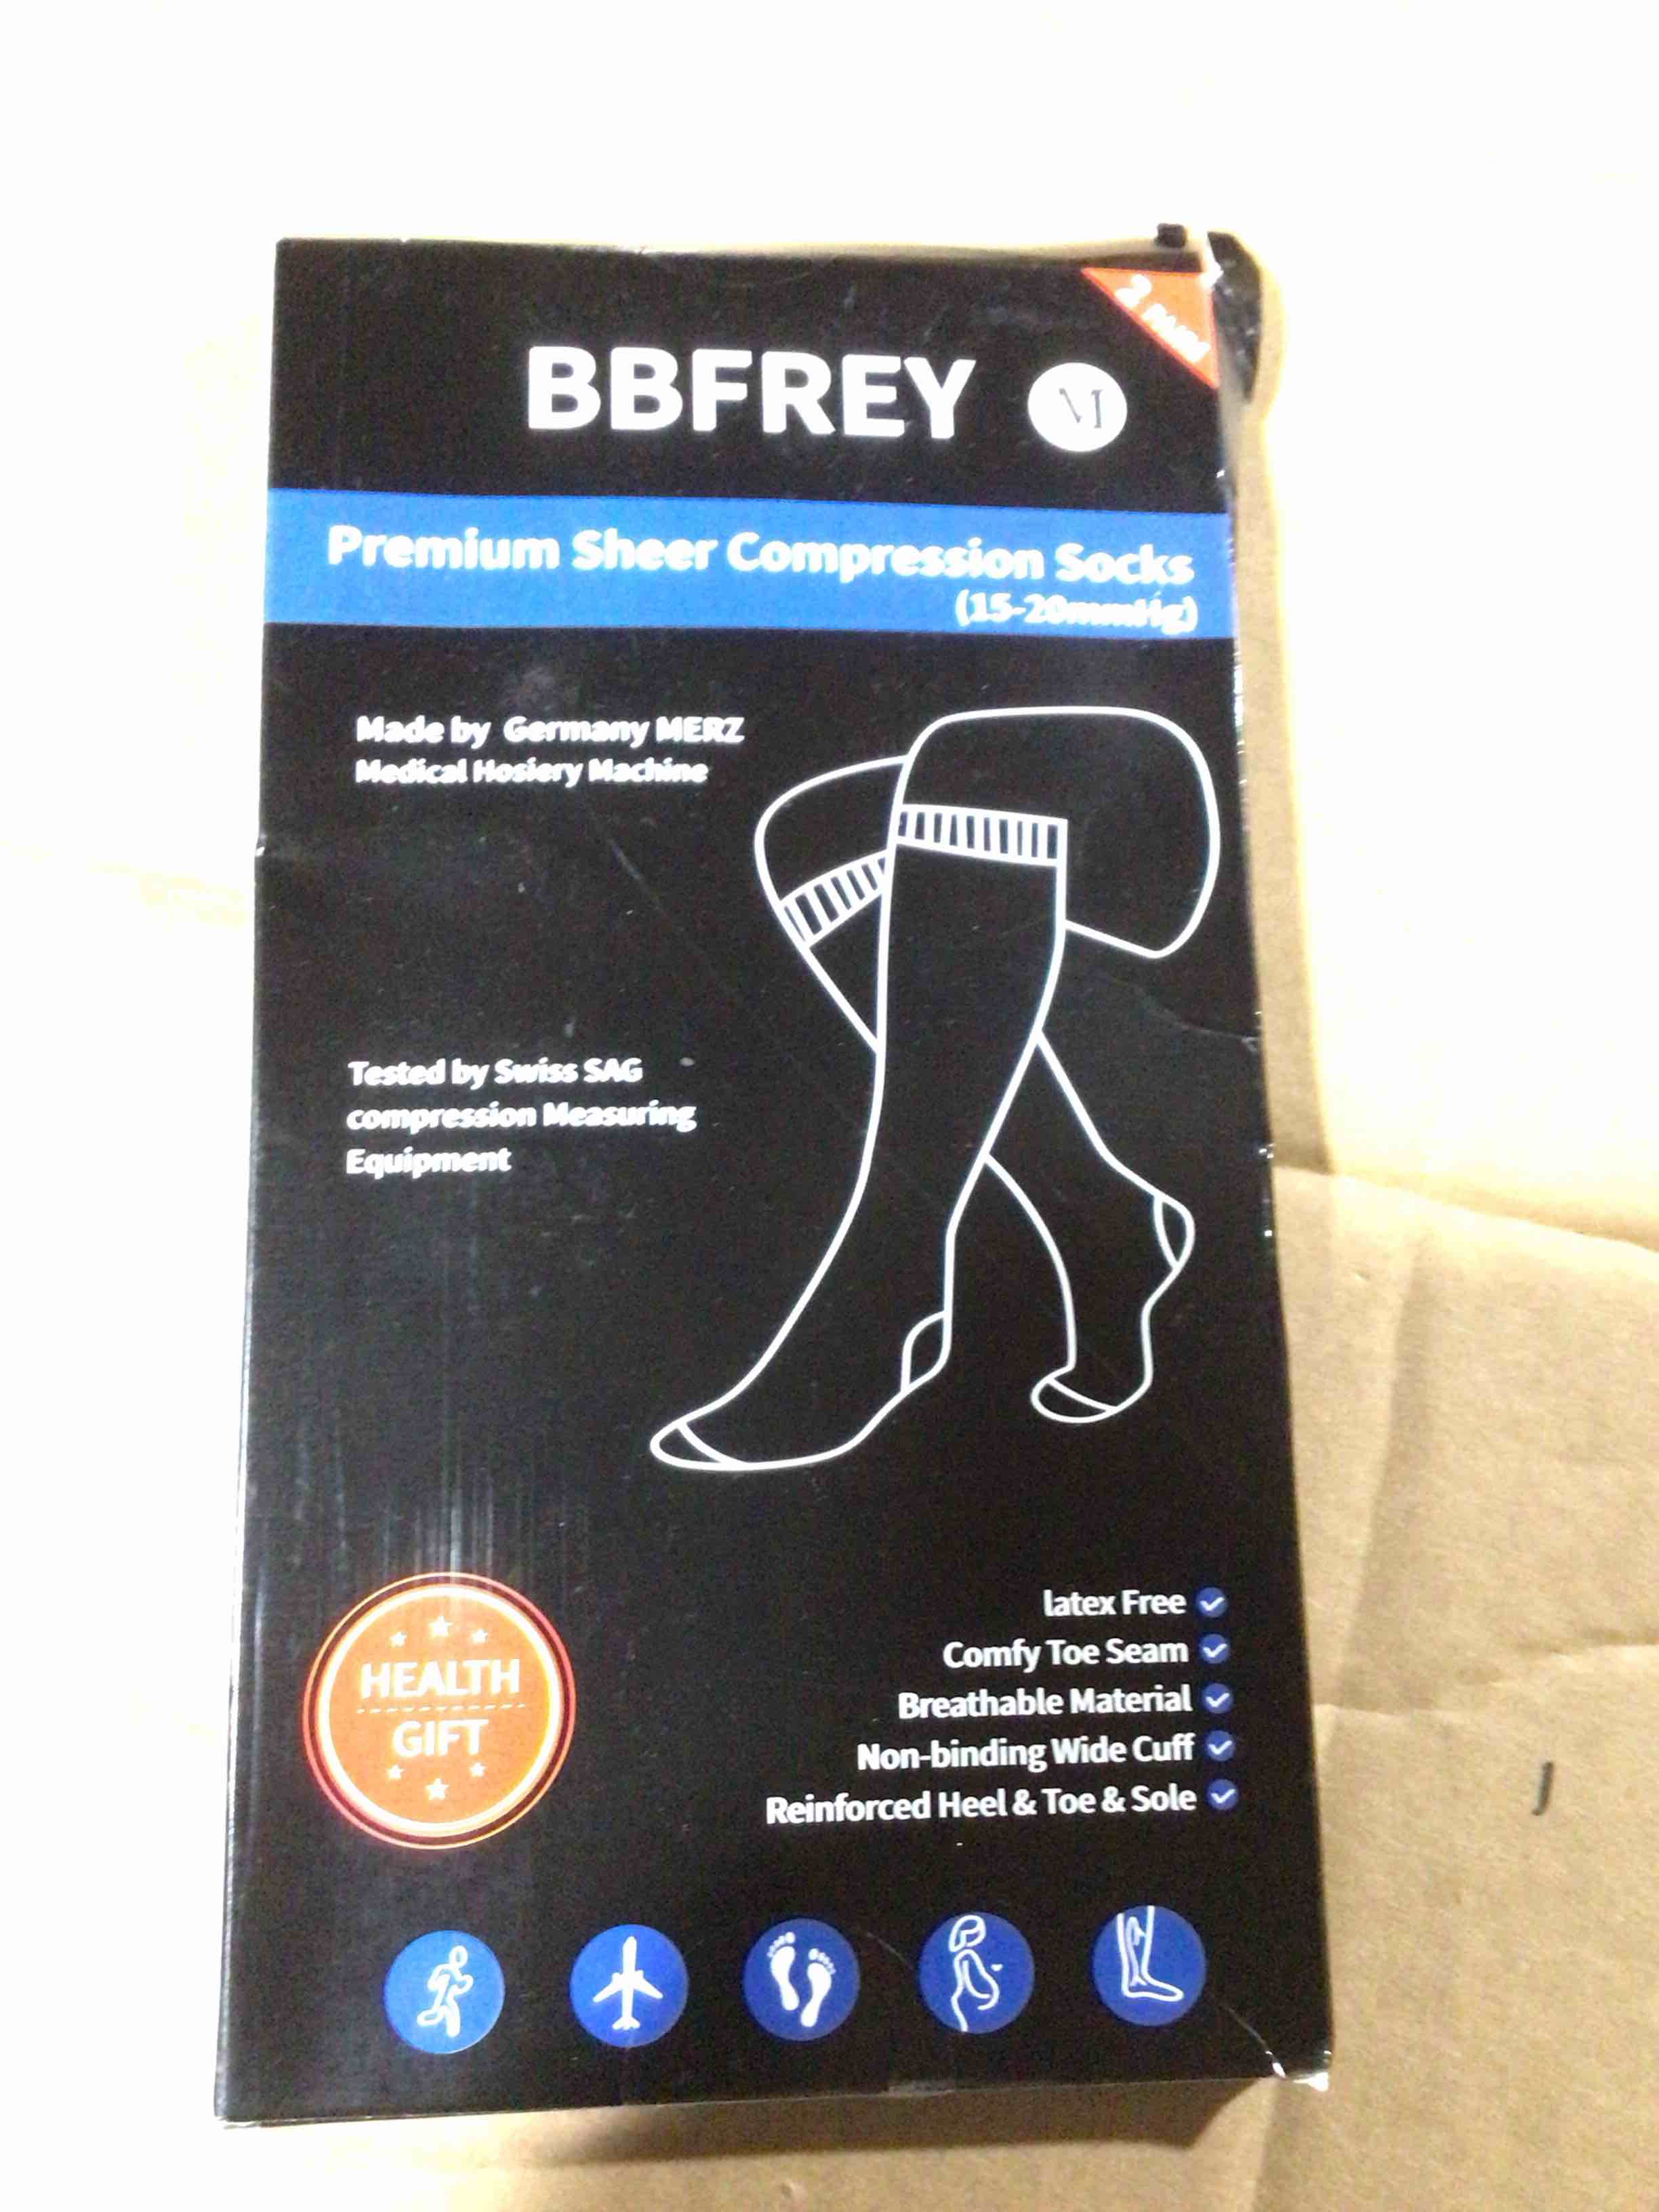 2 PAIR
BBFREY M
Premium Sheer Compression Socks
(15-20mmHg)
Made by Germany MERZ
Medical Hosiery Machine
Tested by Swiss SAG
compression Measuring
Equipment
HEALTH
GIFT
latex Free
Comfy Toe Seam
Breathable Material
Non-binding Wide Cuff
Reinforced Heel & Toe & Sole